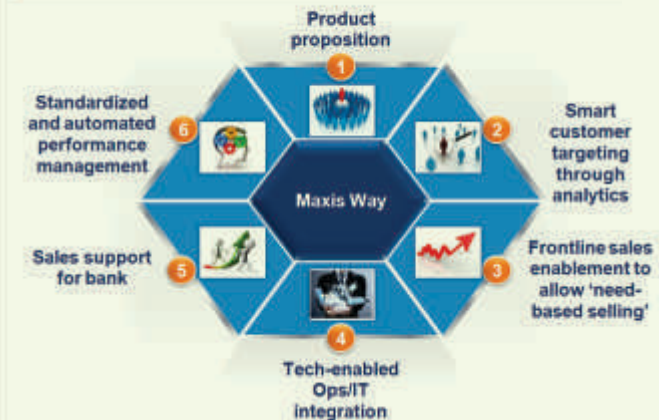 Product
proposition
1
Smart
customer
targeting
through
analytics
2
Frontline sales
enablement to
allow ‘need-
based selling’
3
4
Tech-enabled
Ops/IT
integration
Sales support
for bank
5
Standardized
and automated
performance
management
6
Maxis Way